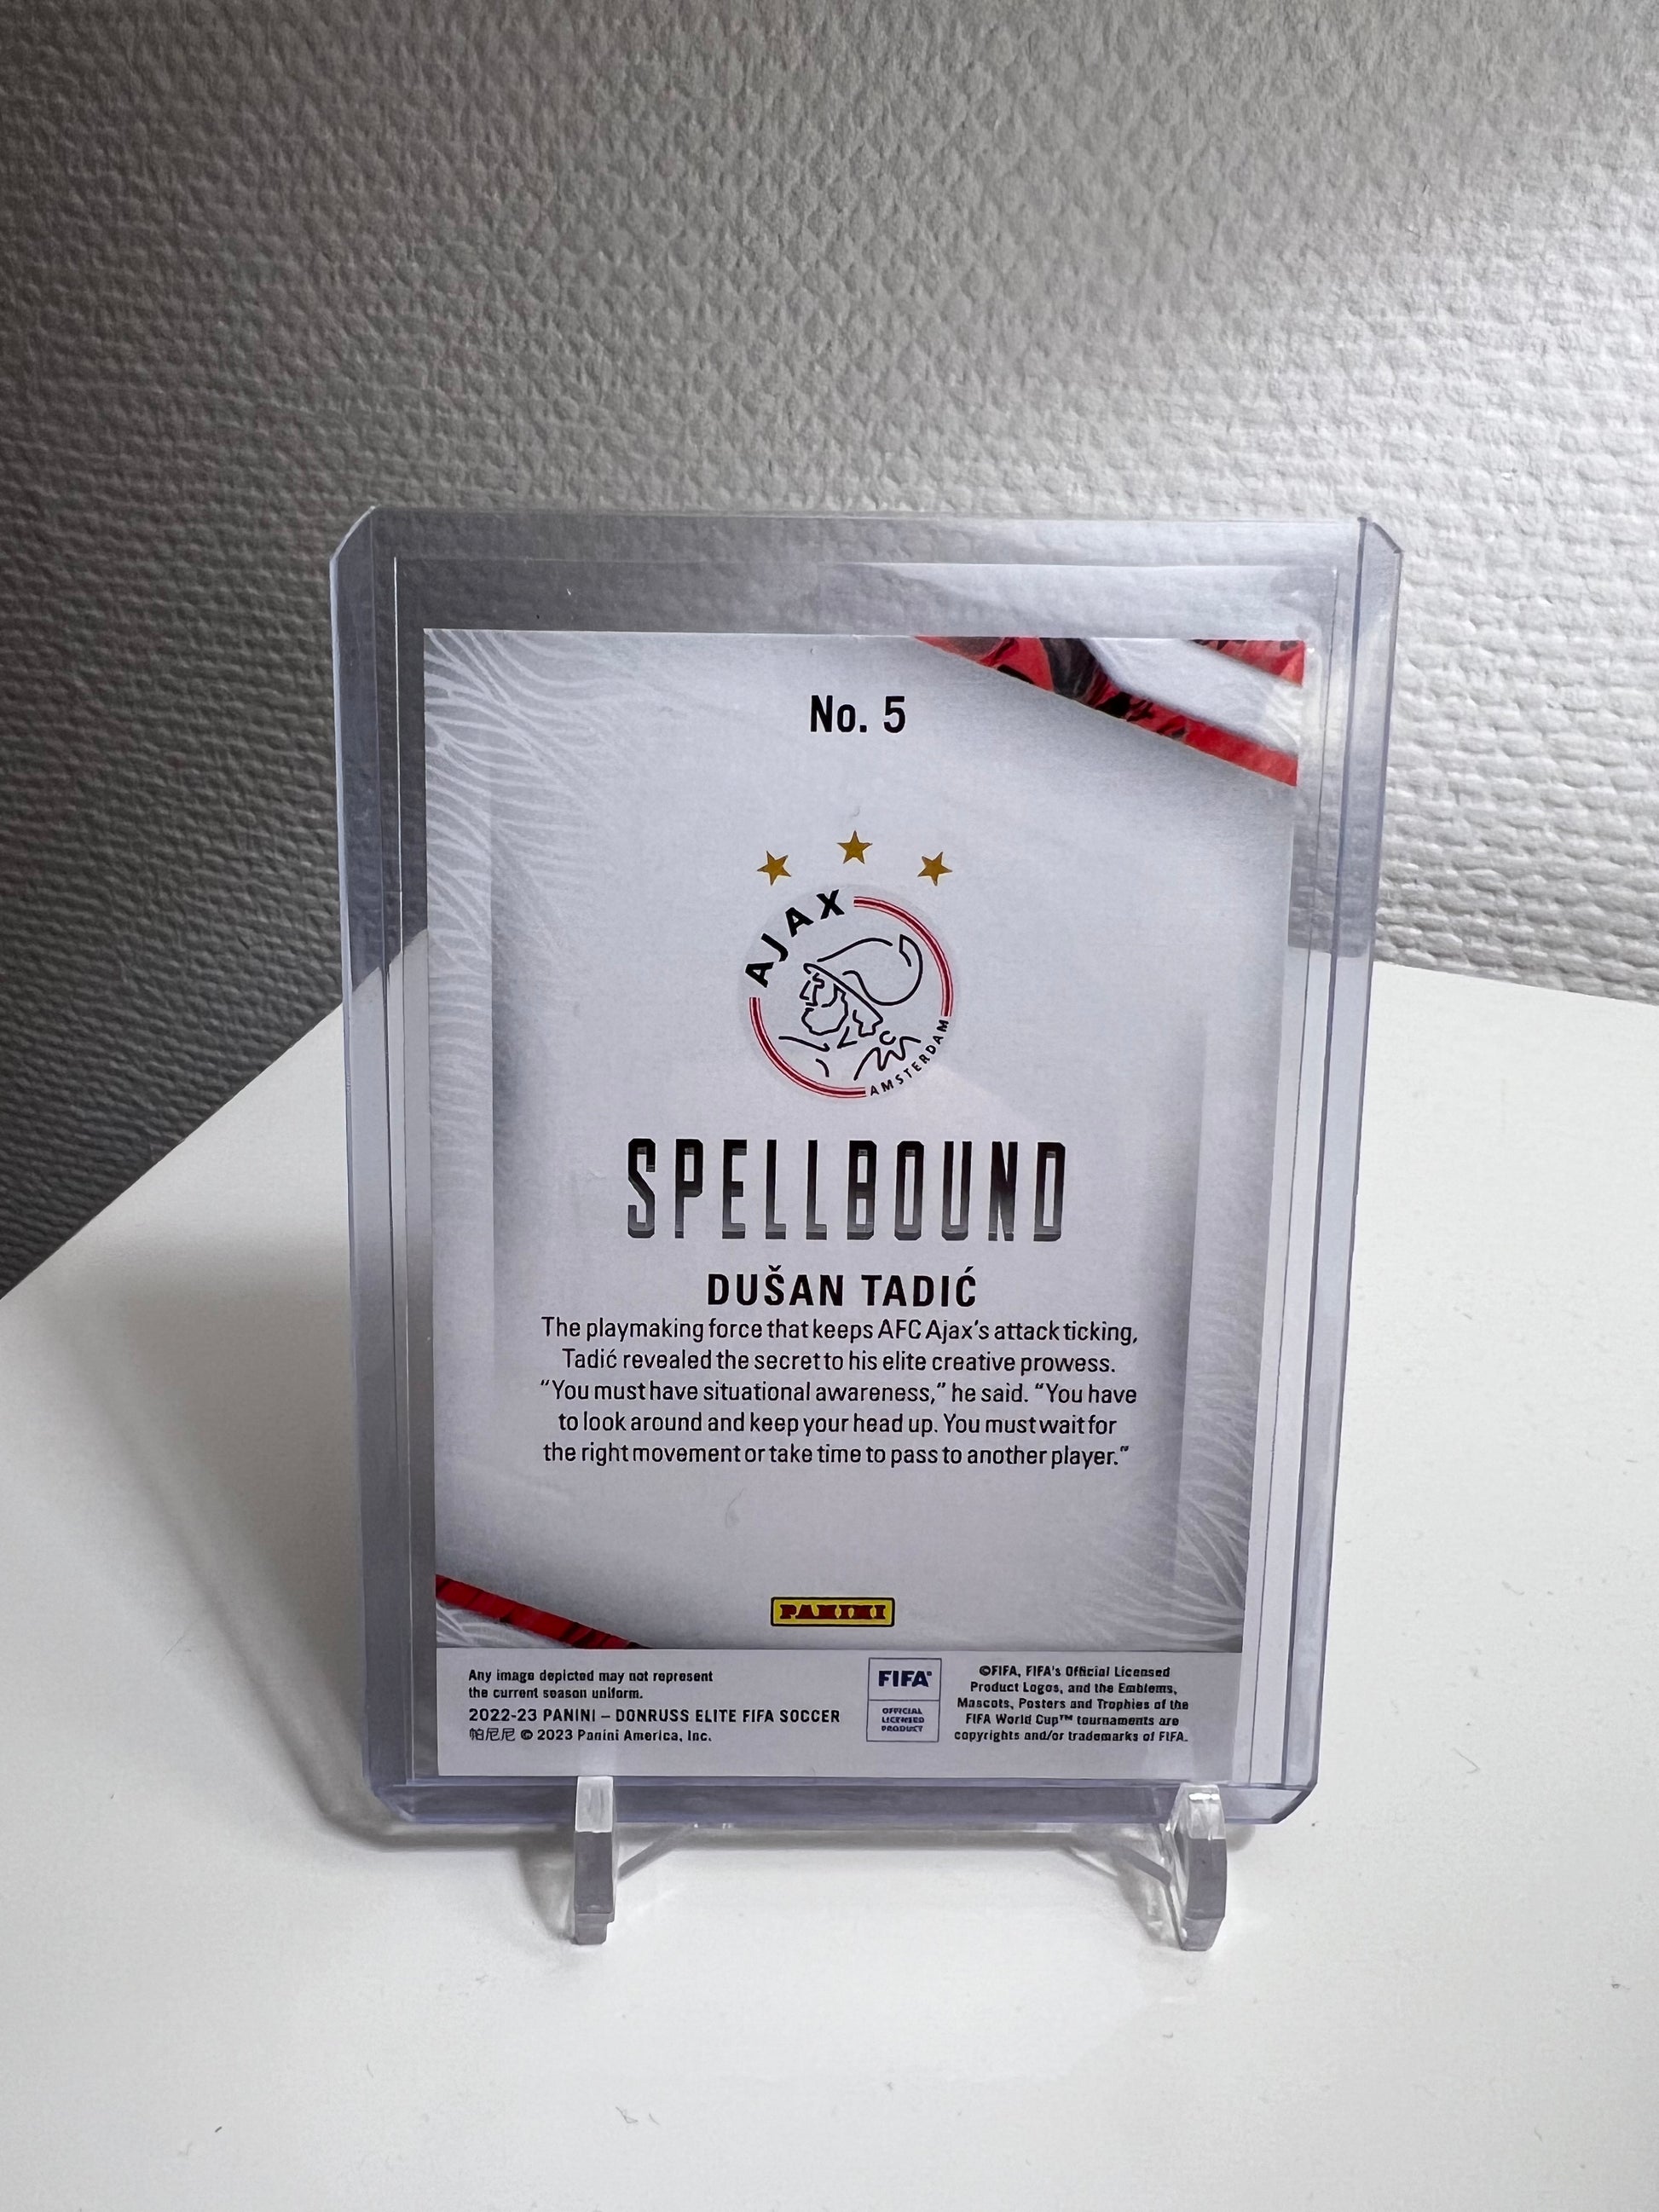 No. 5
AJAX
AMSTERDAM
SPELLBOUND
DUŠAN TADIĆ
The playmaking force that keeps AFC Ajax's attack ticking,
Tadić revealed the secret to his elite creative prowess.
“You must have situational awareness,” he said. “You have
to look around and keep your head up. You must wait for
the right movement or take time to pass to another player.”
PANINI
Any image depicted may not represent
the current season uniform.
2022-23 PANINI – DONRUSS ELITE FIFA SOCCER
帕尼尼 © 2023 Panini America, Inc.
FIFA®
OFFICIAL
LICENSED
PRODUCT
©FIFA, FIFA's Official Licensed
Product Logos, and the Emblems,
Mascots, Posters and Trophies of the
FIFA World Cup™ tournaments are
copyrights and/or trademarks of FIFA.